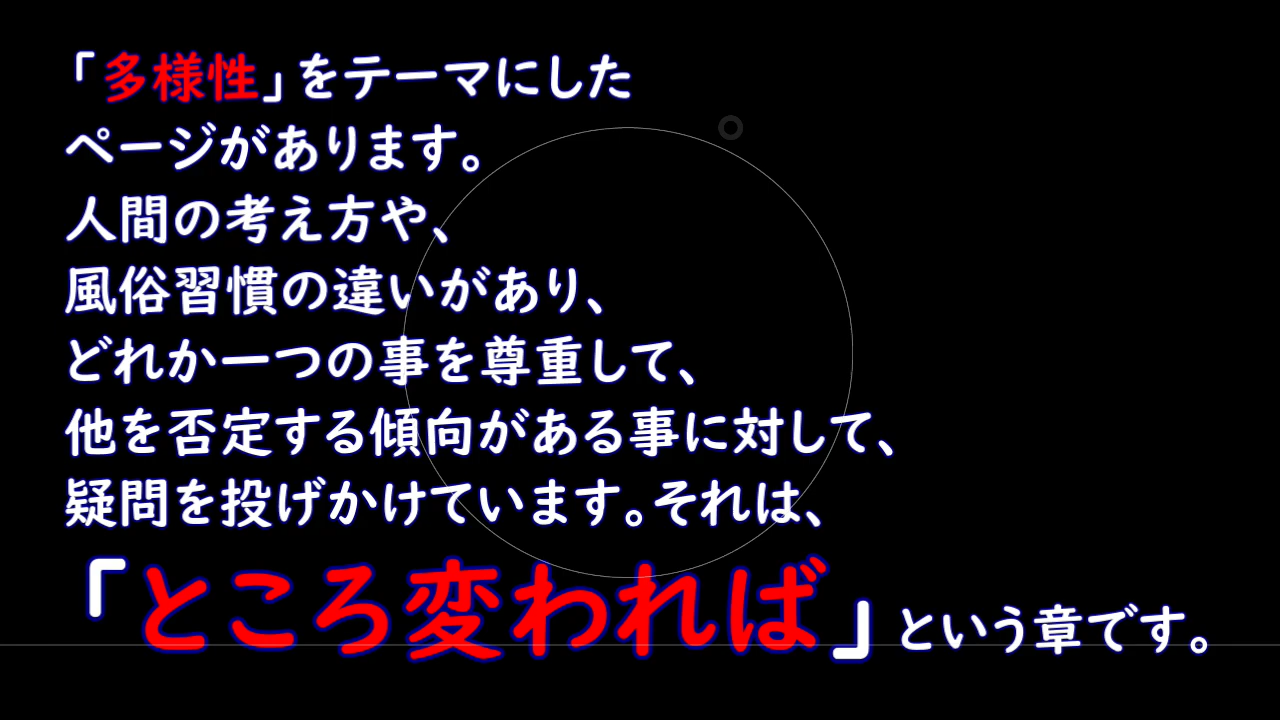 「多様性」をテーマにした
ページがあります。
人間の考え方や、
風俗習慣の違いがあり、
どれか一つの事を尊重して、
他を否定する傾向がある事に対して、
疑問を投げかけています。それは、
「ところ変われば」という章です。